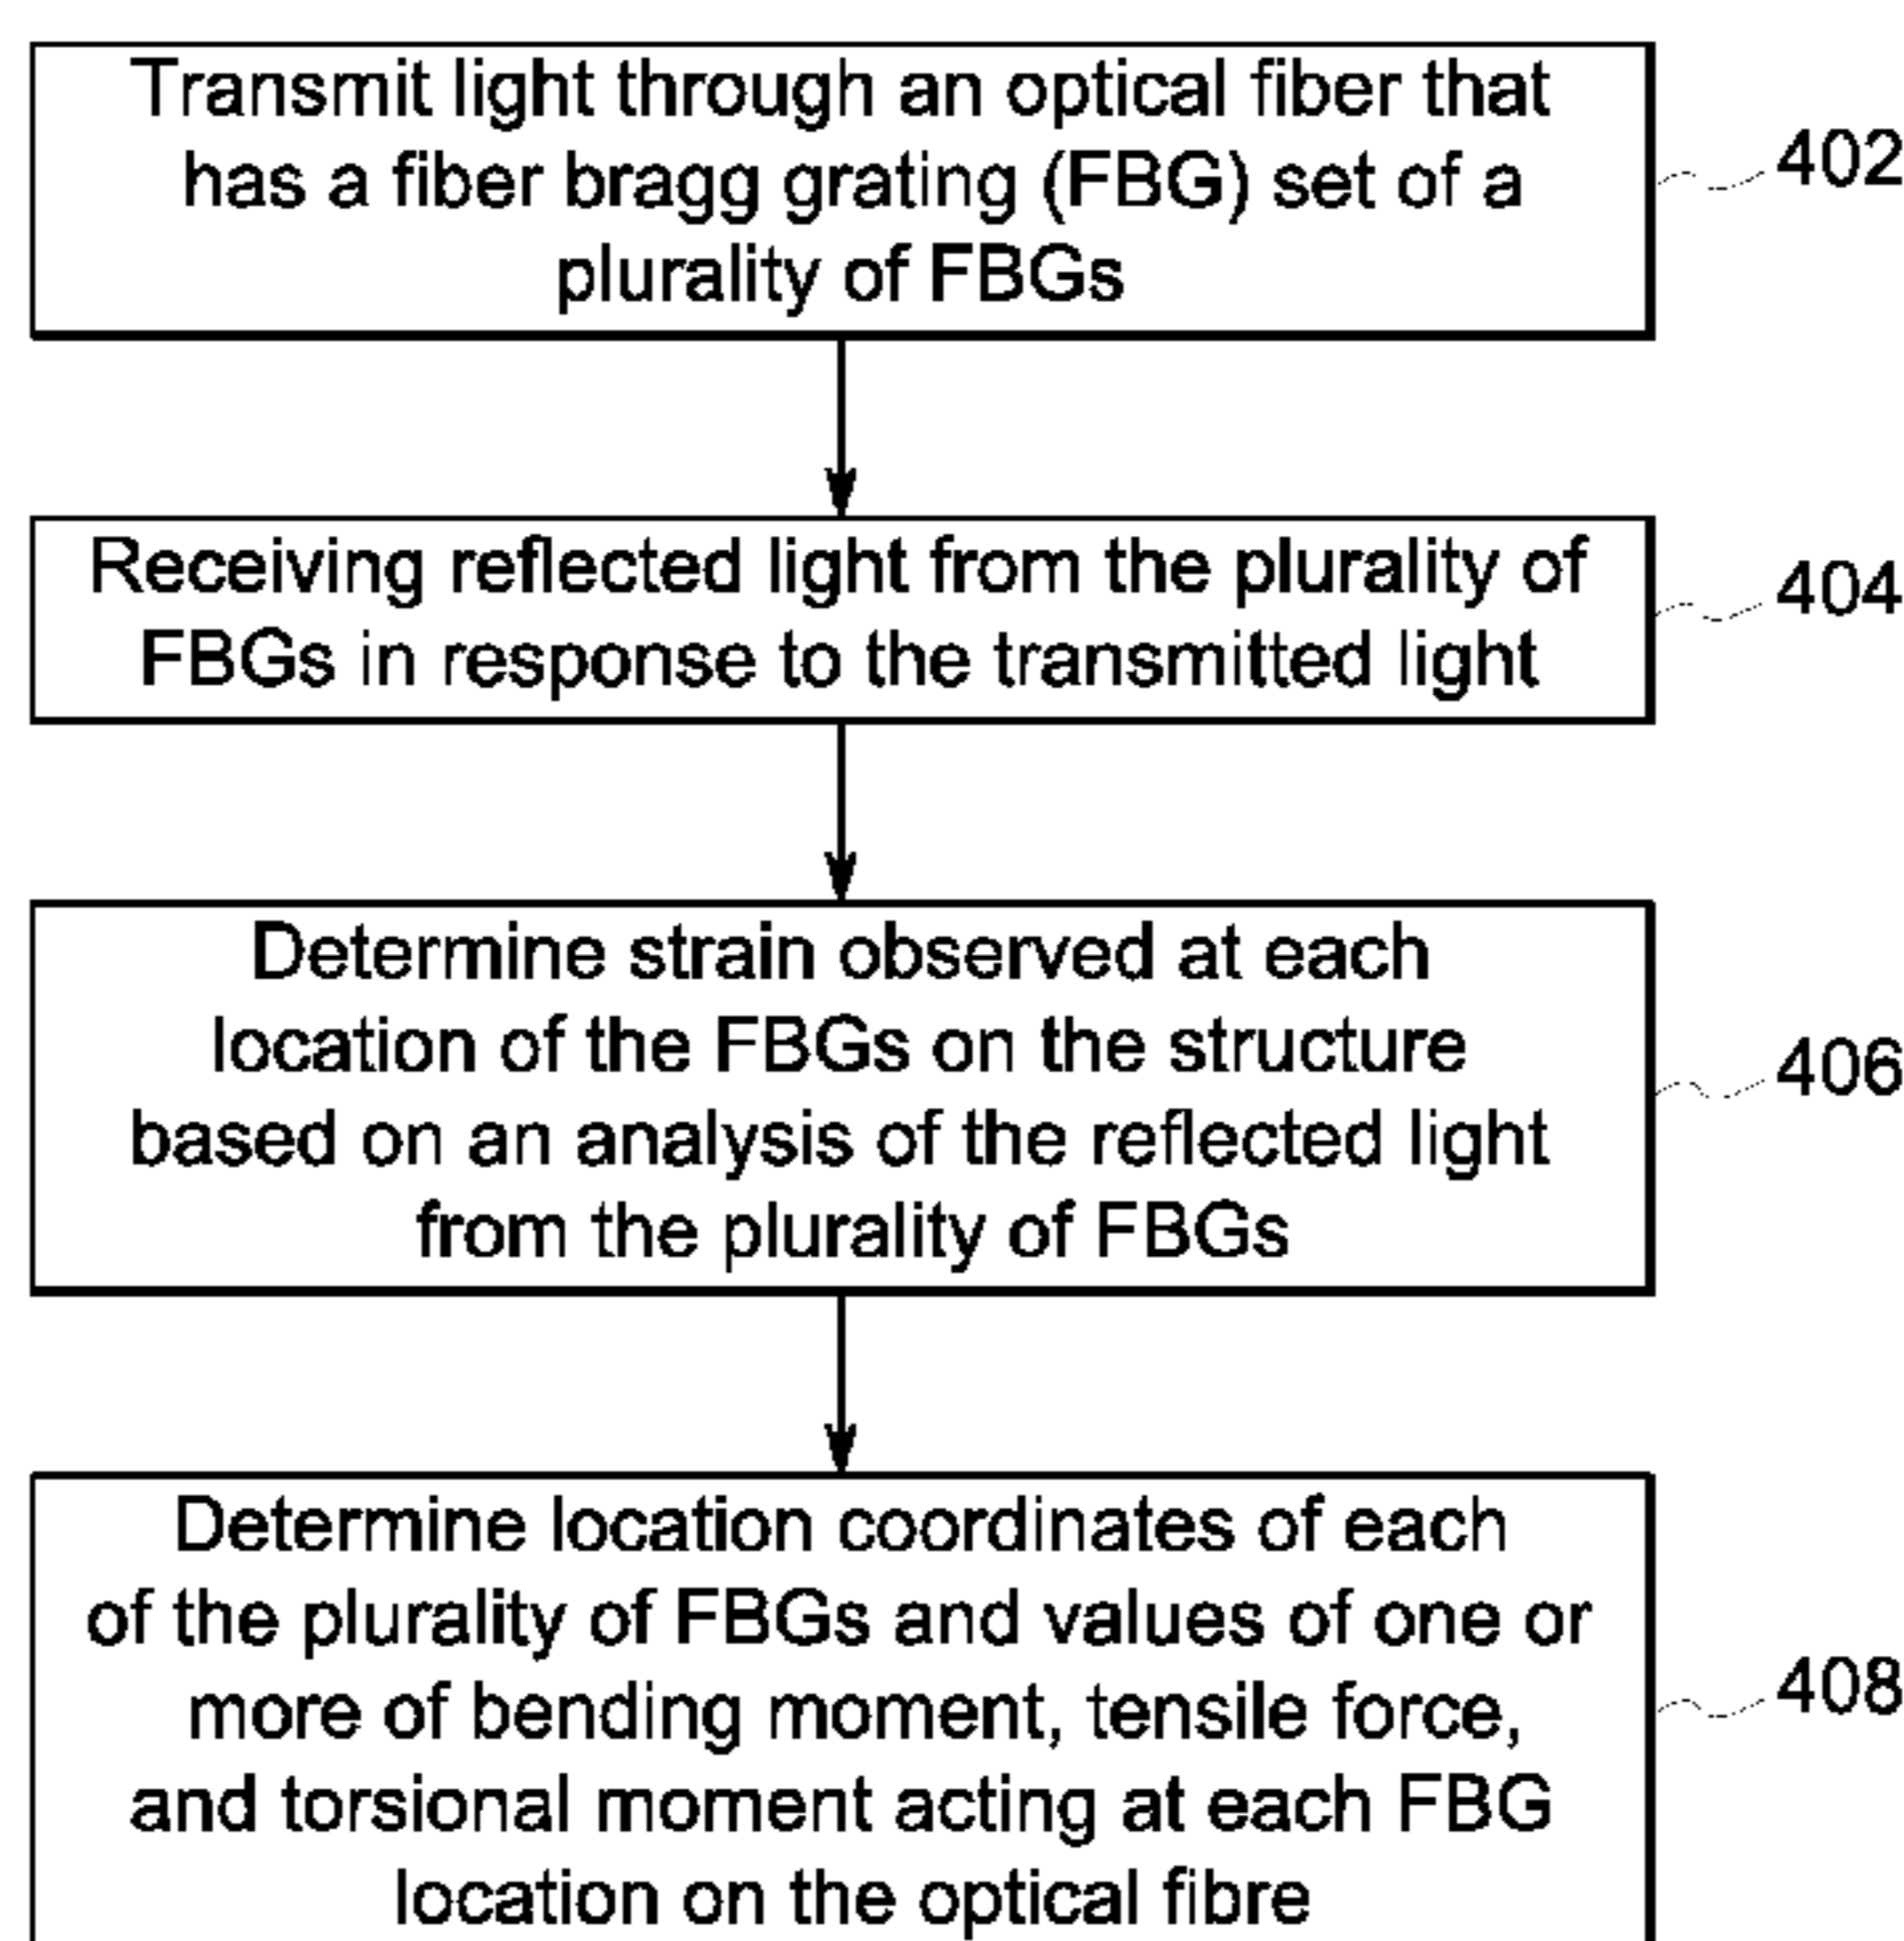 Transmit light through an optical fiber that
has a fiber bragg grating (FBG) set of a
plurality of FBGs
402
Receiving reflected light from the plurality of
FBGs in response to the transmitted light
404
Determine strain observed at each
location of the FBGs on the structure
based on an analysis of the reflected light
from the plurality of FBGs
406
Determine location coordinates of each
of the plurality of FBGs and values of one or
more of bending moment, tensile force,
and torsional moment acting at each FBG
location on the optical fibre
408